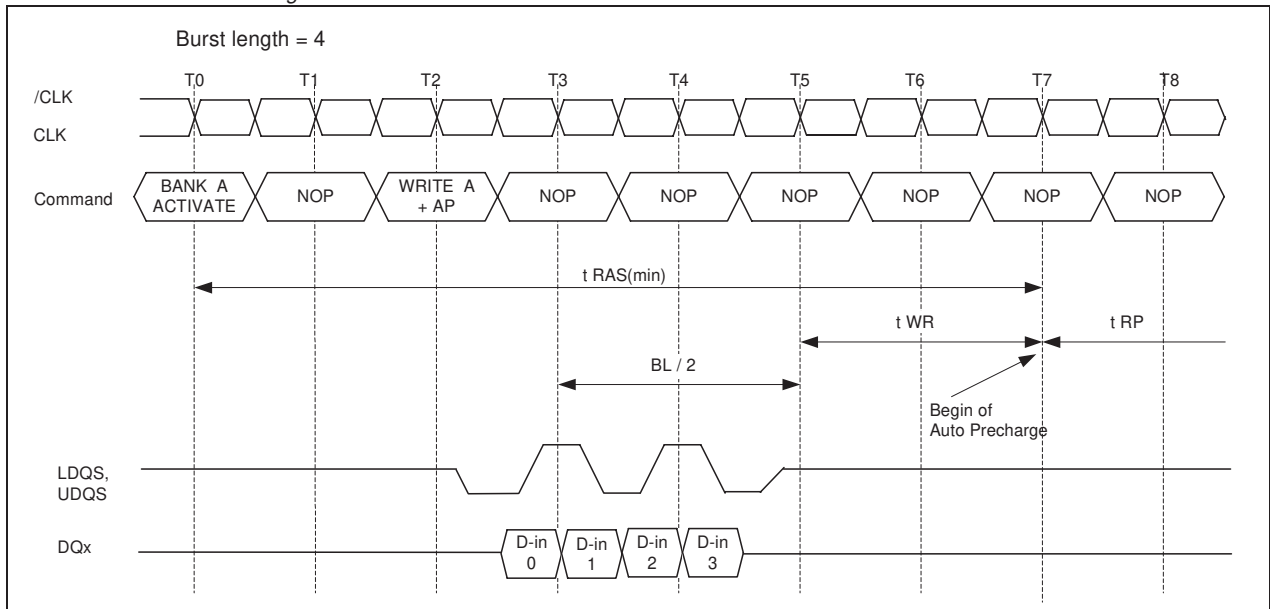 Burst length = 4
T0 T1 T2 T3 T4 T5 T6 T7 T8
/CLK
CLK
Command
BANK A
ACTIVATE
NOP
WRITE A
+ AP
NOP
NOP
NOP
NOP
NOP
NOP
t RAS(min)
t WR
t RP
BL / 2
Begin of
Auto Precharge
LDQS,
UDQS
DQx
D-in
0
D-in
1
D-in
2
D-in
3